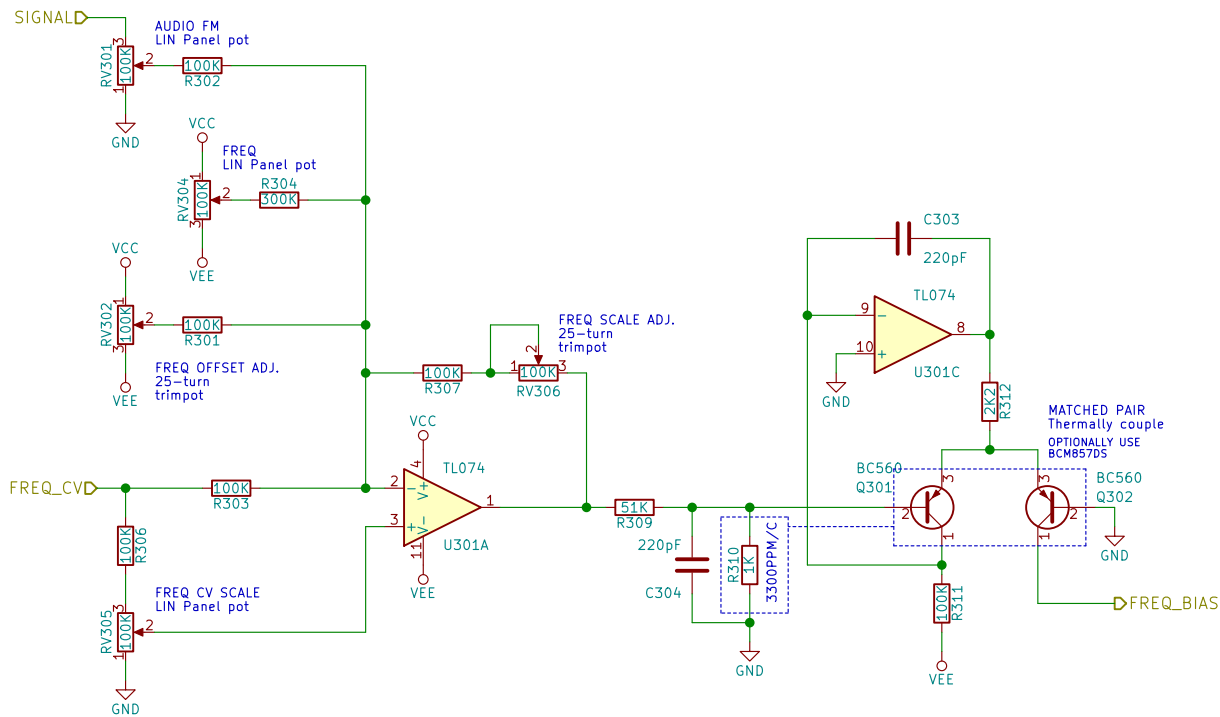 SIGNAL
AUDIO FM
LIN Panel pot
3
RV301
100K
2
1
100K
R302
GND
VCC
FREQ
LIN Panel pot
1
RV304
100K
2
3
R304
300K
VEE
VCC
1
RV302
100K
2
3
100K
R301
FREQ OFFSET ADJ.
25-turn
trimpot
VEE
100K
R307
FREQ SCALE ADJ.
25-turn
trimpot
2
1
100K
3
RV306
FREQ_CV
100K
R303
100K
R306
FREQ CV SCALE
LIN Panel pot
3
RV305
100K
2
1
GND
VCC
4
TL074
2
−
V+
1
3
+
V−
11
U301A
VEE
51K
R309
220pF
C304
R310
1K
3300PPM/C
GND
C303
220pF
TL074
9
−
8
10
+
U301C
GND
2K2
R312
MATCHED PAIR
Thermally couple
OPTIONALLY USE
BCM857DS
BC560
Q301
3
2
1
BC560
Q302
3
2
1
GND
100K
R311
VEE
FREQ_BIAS